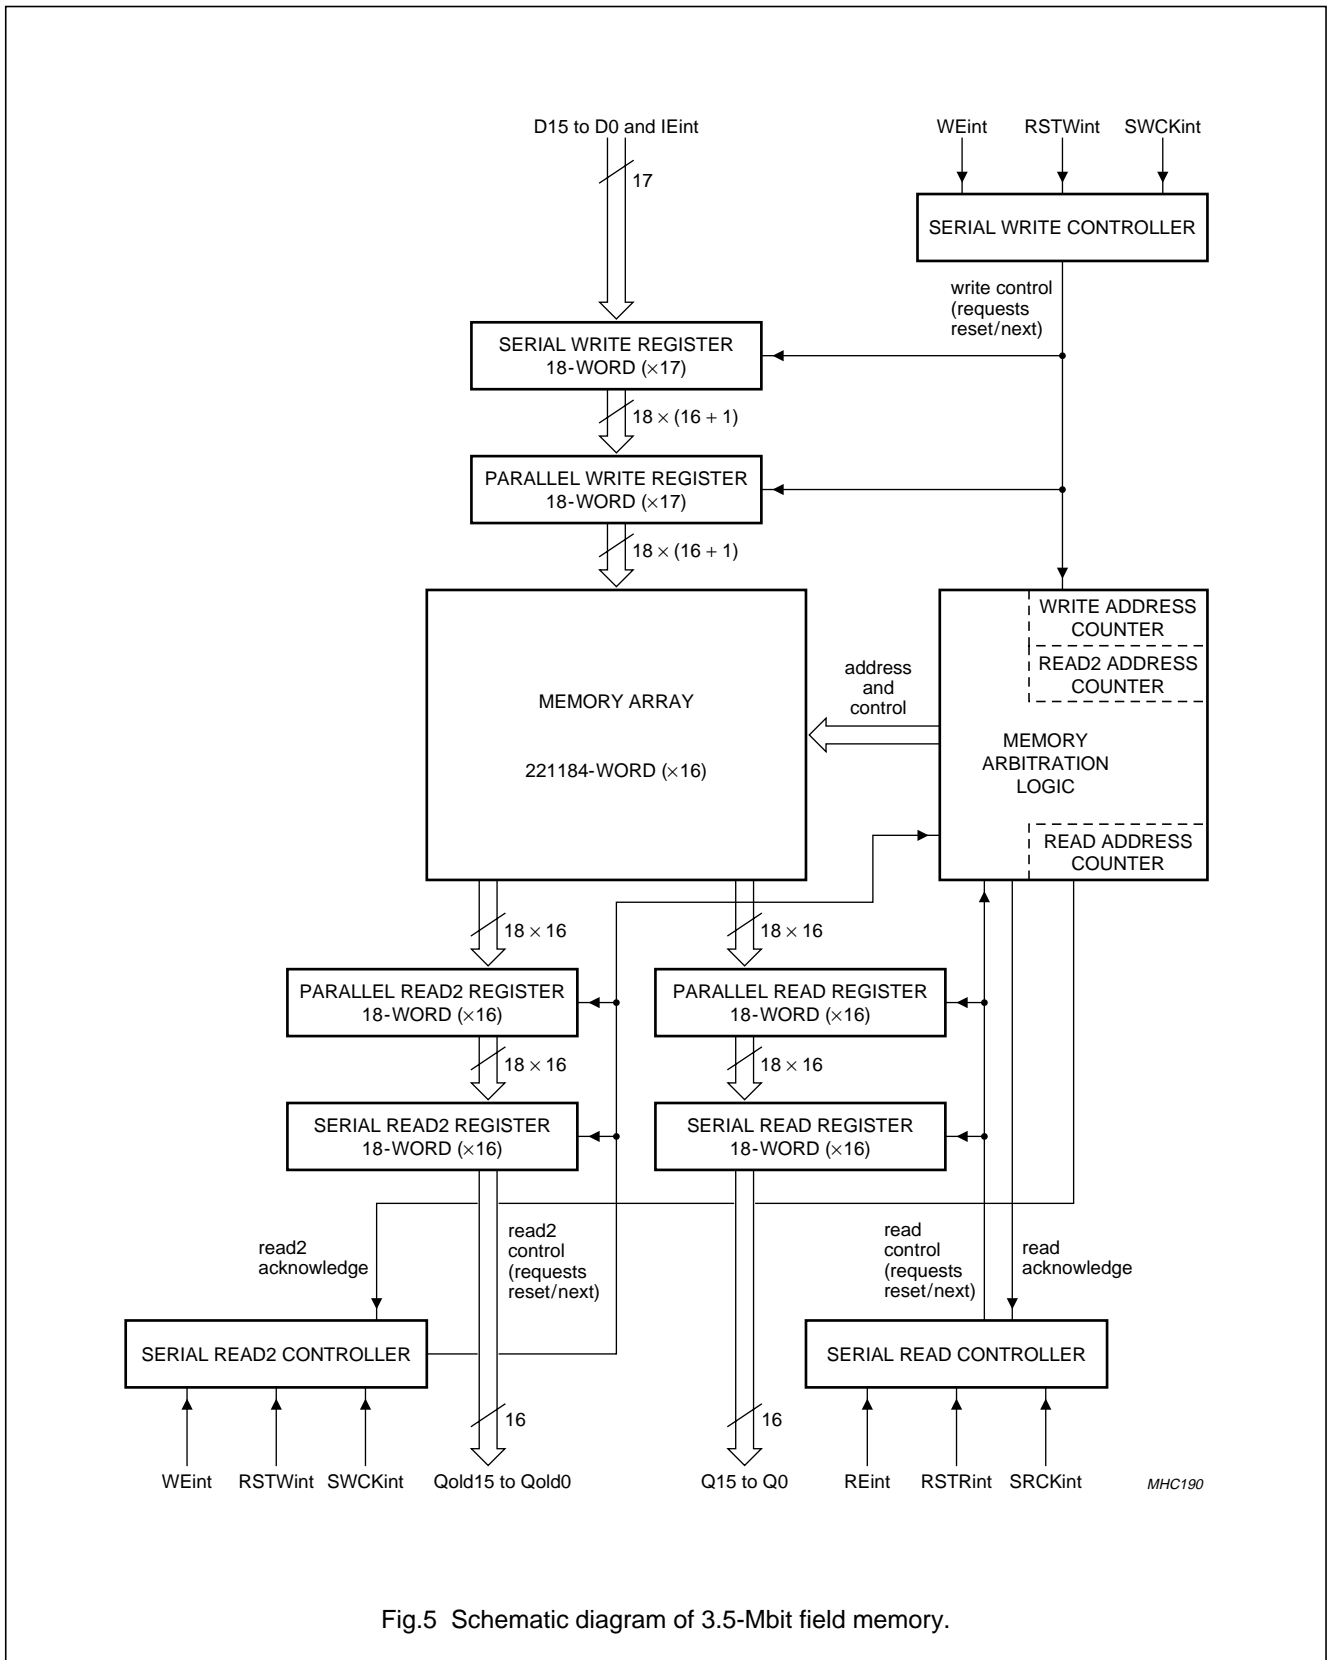 D15 to D0 and IEint
WEint
RSTWint
SWCKint
17
SERIAL WRITE CONTROLLER
write control
(requests
reset/next)
SERIAL WRITE REGISTER
18-WORD (×17)
18 × (16 + 1)
PARALLEL WRITE REGISTER
18-WORD (×17)
18 × (16 + 1)
WRITE ADDRESS
COUNTER
READ2 ADDRESS
COUNTER
address
and
control
MEMORY ARRAY
221184-WORD (×16)
MEMORY
ARBITRATION
LOGIC
READ ADDRESS
COUNTER
18 × 16
18 × 16
PARALLEL READ2 REGISTER
18-WORD (×16)
PARALLEL READ REGISTER
18-WORD (×16)
18 × 16
18 × 16
SERIAL READ2 REGISTER
18-WORD (×16)
SERIAL READ REGISTER
18-WORD (×16)
read2
acknowledge
read2
control
(requests
reset/next)
read
control
(requests
reset/next)
read
acknowledge
SERIAL READ2 CONTROLLER
SERIAL READ CONTROLLER
16
16
WEint
RSTWint
SWCKint
Qold15 to Qold0
Q15 to Q0
REint
RSTRint
SRCKint
MHC190
Fig.5 Schematic diagram of 3.5-Mbit field memory.